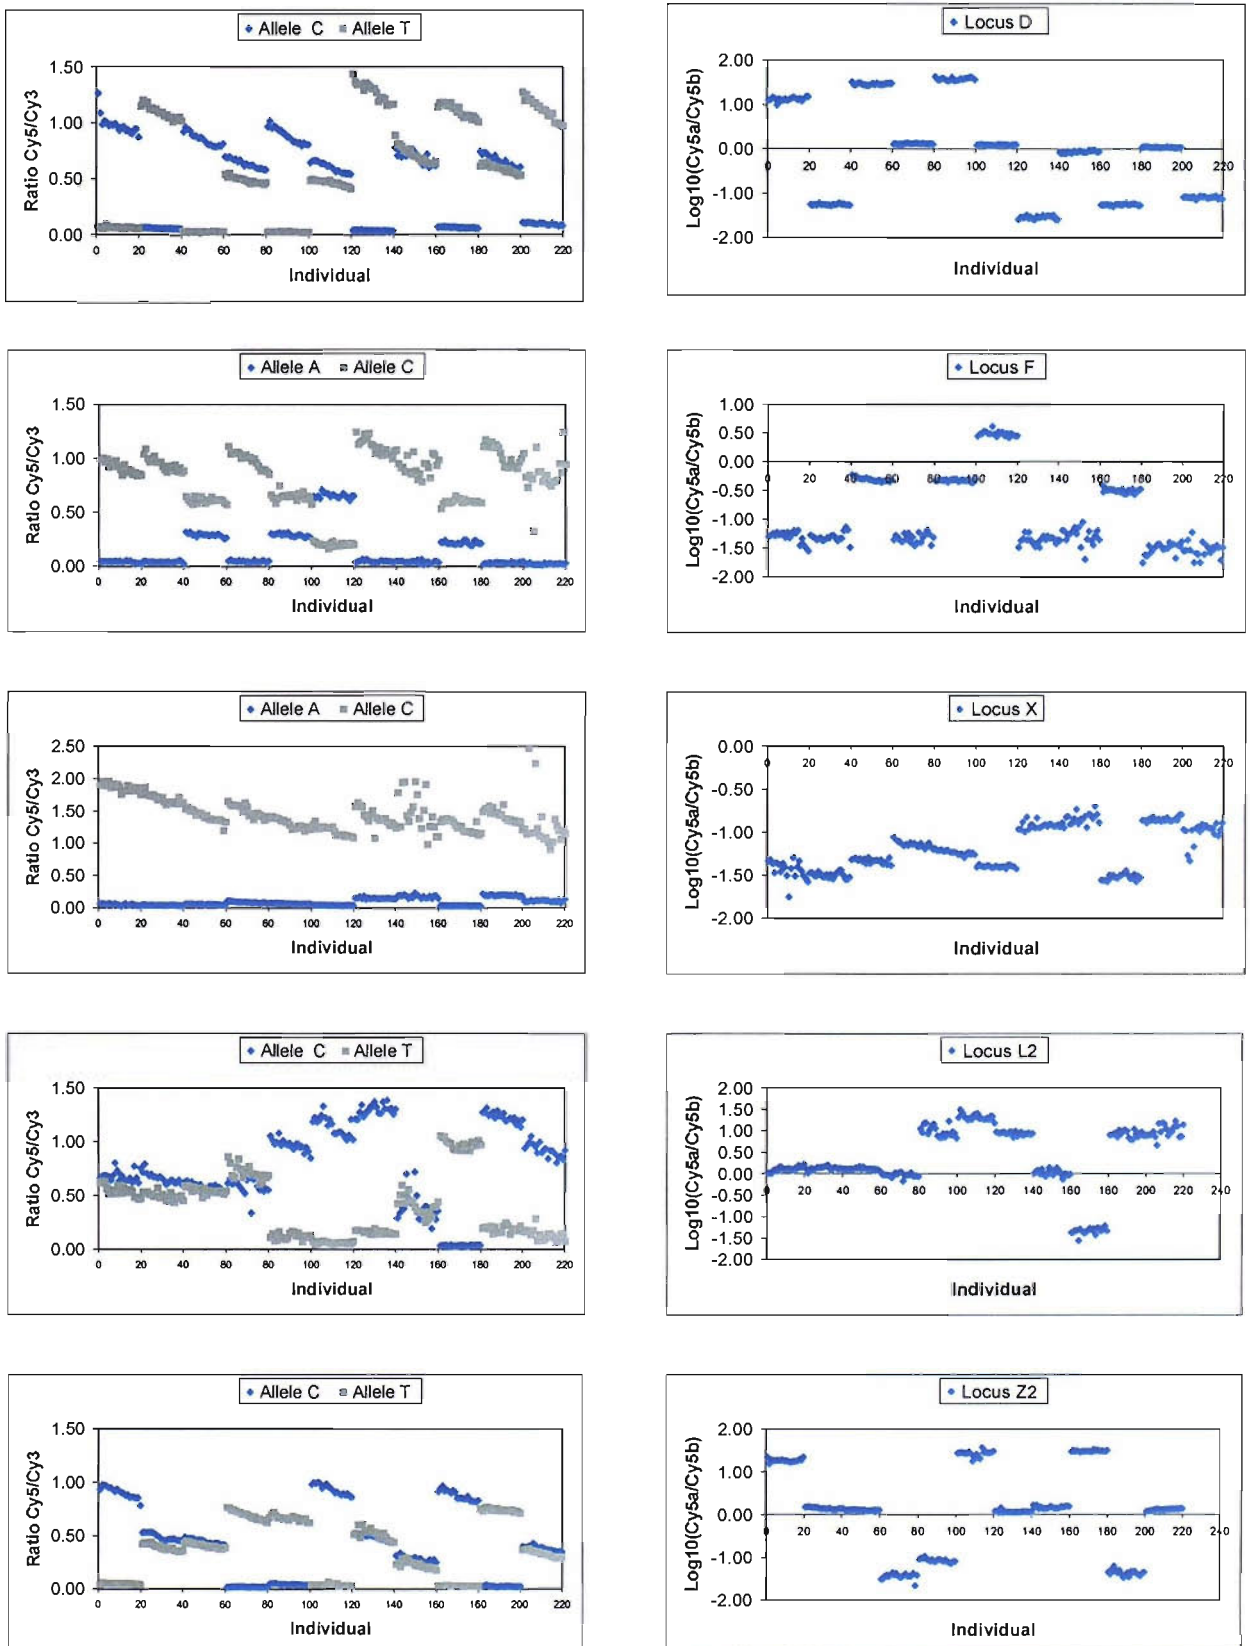 Allele C Allele T
Ratio Cy5/Cy3
1.50
1.00
0.50
0.00
0 20 40 60 80 100 120 140 160 180 200 220
Individual
Locus D
Log10(Cy5a/Cy5b)
2.00
1.00
0.00
-1.00
-2.00
0 20 40 60 80 100 120 140 160 180 200 220
Individual
Allele A Allele C
Ratio Cy5/Cy3
1.50
1.00
0.50
0.00
0 20 40 60 80 100 120 140 160 180 200 220
Individual
Locus F
Log10(Cy5a/Cy5b)
1.00
0.50
0.00
-0.50
-1.00
-1.50
-2.00
0 20 40 60 80 100 120 140 160 180 200 220
Individual
Allele A Allele C
Ratio Cy5/Cy3
2.50
2.00
1.50
1.00
0.50
0.00
0 20 40 60 80 100 120 140 160 180 200 220
Individual
Locus X
Log10(Cy5a/Cy5b)
0.00
-0.50
-1.00
-1.50
-2.00
0 20 40 60 80 100 120 140 160 180 200 220
Individual
Allele C Allele T
Ratio Cy5/Cy3
1.50
1.00
0.50
0.00
0 20 40 60 80 100 120 140 160 180 200 220
Individual
Locus L2
Log10(Cy5a/Cy5b)
2.00
1.50
1.00
0.50
0.00
-0.50
-1.00
-1.50
-2.00
0 20 40 60 80 100 120 140 160 180 200 220 240
Individual
Allele C Allele T
Ratio Cy5/Cy3
1.50
1.00
0.50
0.00
0 20 40 60 80 100 120 140 160 180 200 220
Individual
Locus Z2
Log10(Cy5a/Cy5b)
2.00
1.00
0.00
-1.00
-2.00
0 20 40 60 80 100 120 140 160 180 200 220 240
Individual